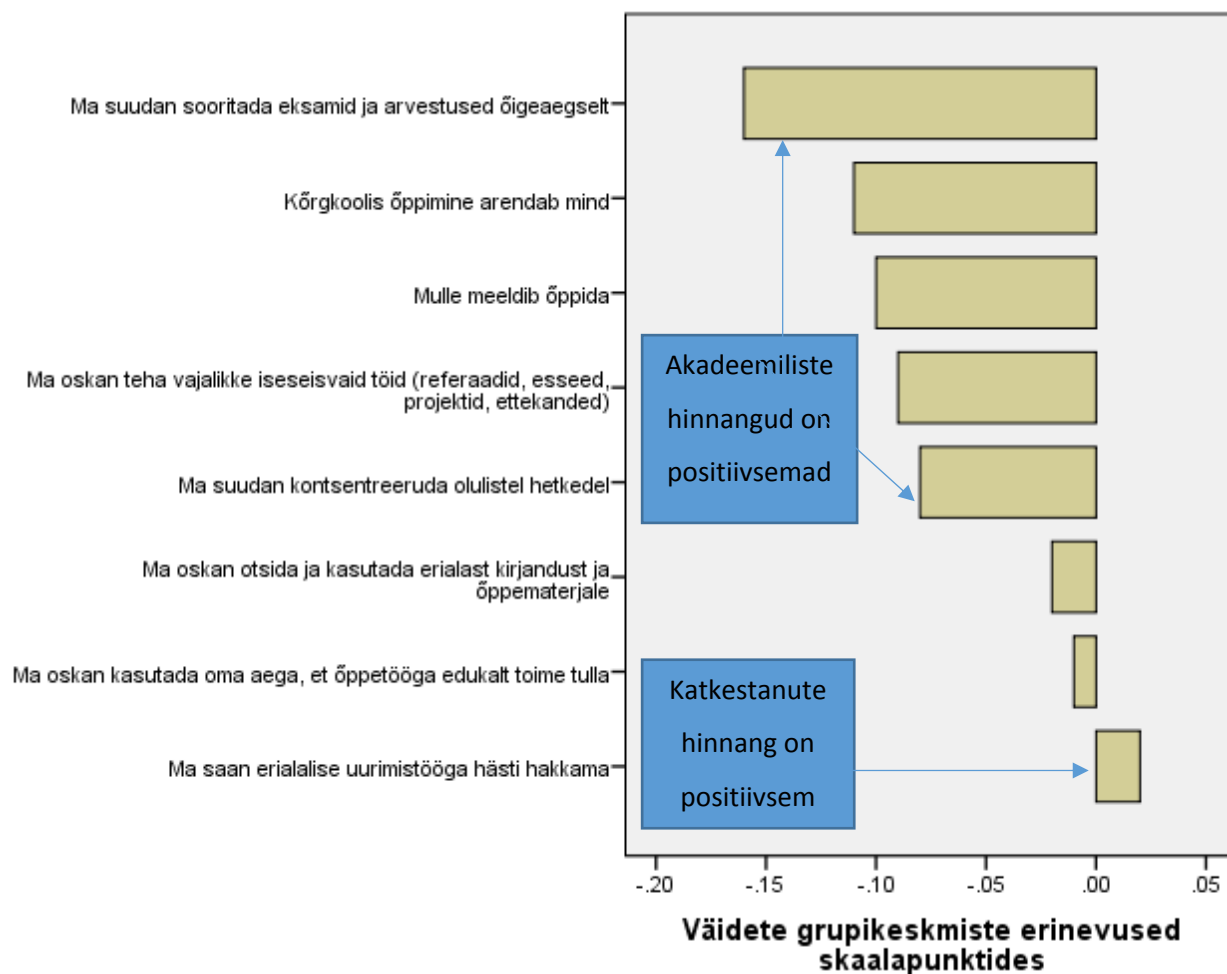 Ma suudan sooritada eksamid ja arvestused õigeaegselt
Kõrgkoolis õppimine arendab mind
Mulle meeldib õppida
Ma oskan teha vajalikke iseseisvaid töid (referaadid, esseed,
projektid, ettekanded)
Ma suudan kontsentreeruda olulistel hetkedel
Ma oskan otsida ja kasutada erialast kirjandust ja
õppematerjale
Ma oskan kasutada oma aega, et õppetööga edukalt toime tulla
Ma saan erialalise uurimistööga hästi hakkama
Akadeemiliste
hinnangud on
positiivsemad
Katkestanute
hinnang on
positiivsem
-.20 -.15 -.10 -.05 .00 .05
Väidete grupikeskmiste erinevused
skaalapunktides